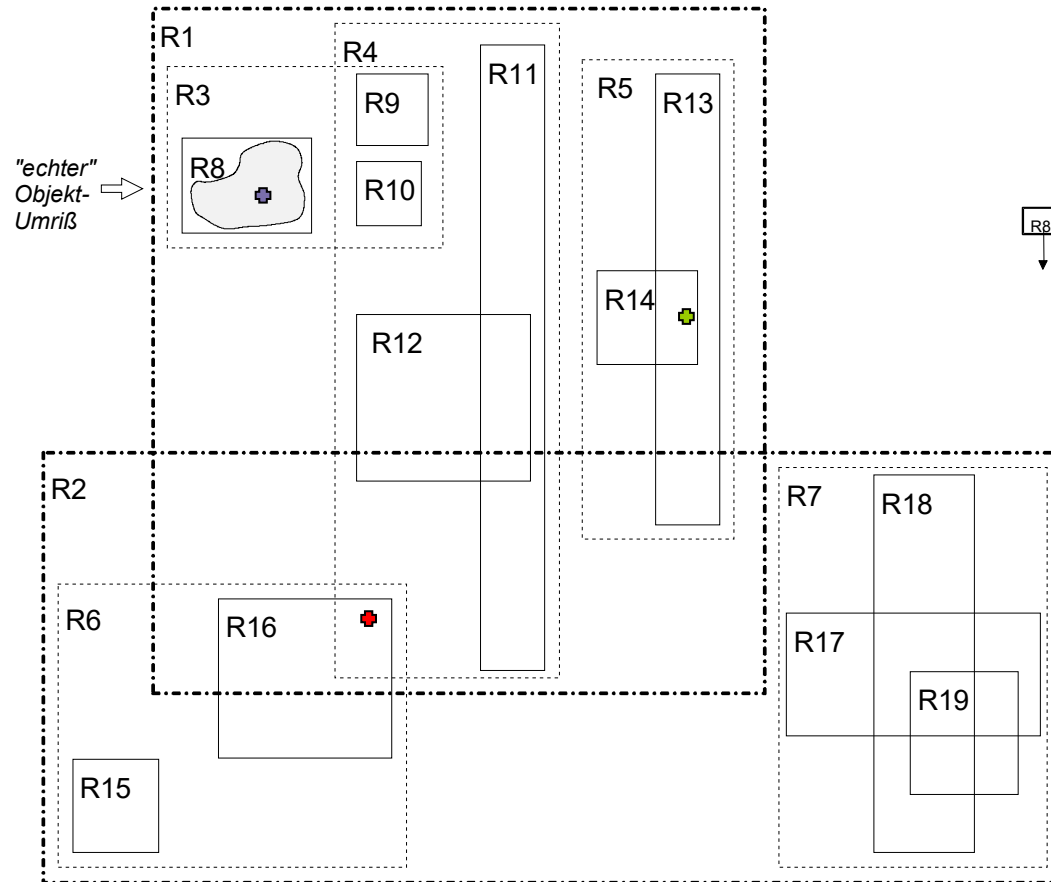 R1
R4
R11
R3
R9
R5
R13
"echter"
Objekt-
Umriß
R8
R10
R8
R14
R12
R2
R7
R18
R6
R16
R17
R19
R15